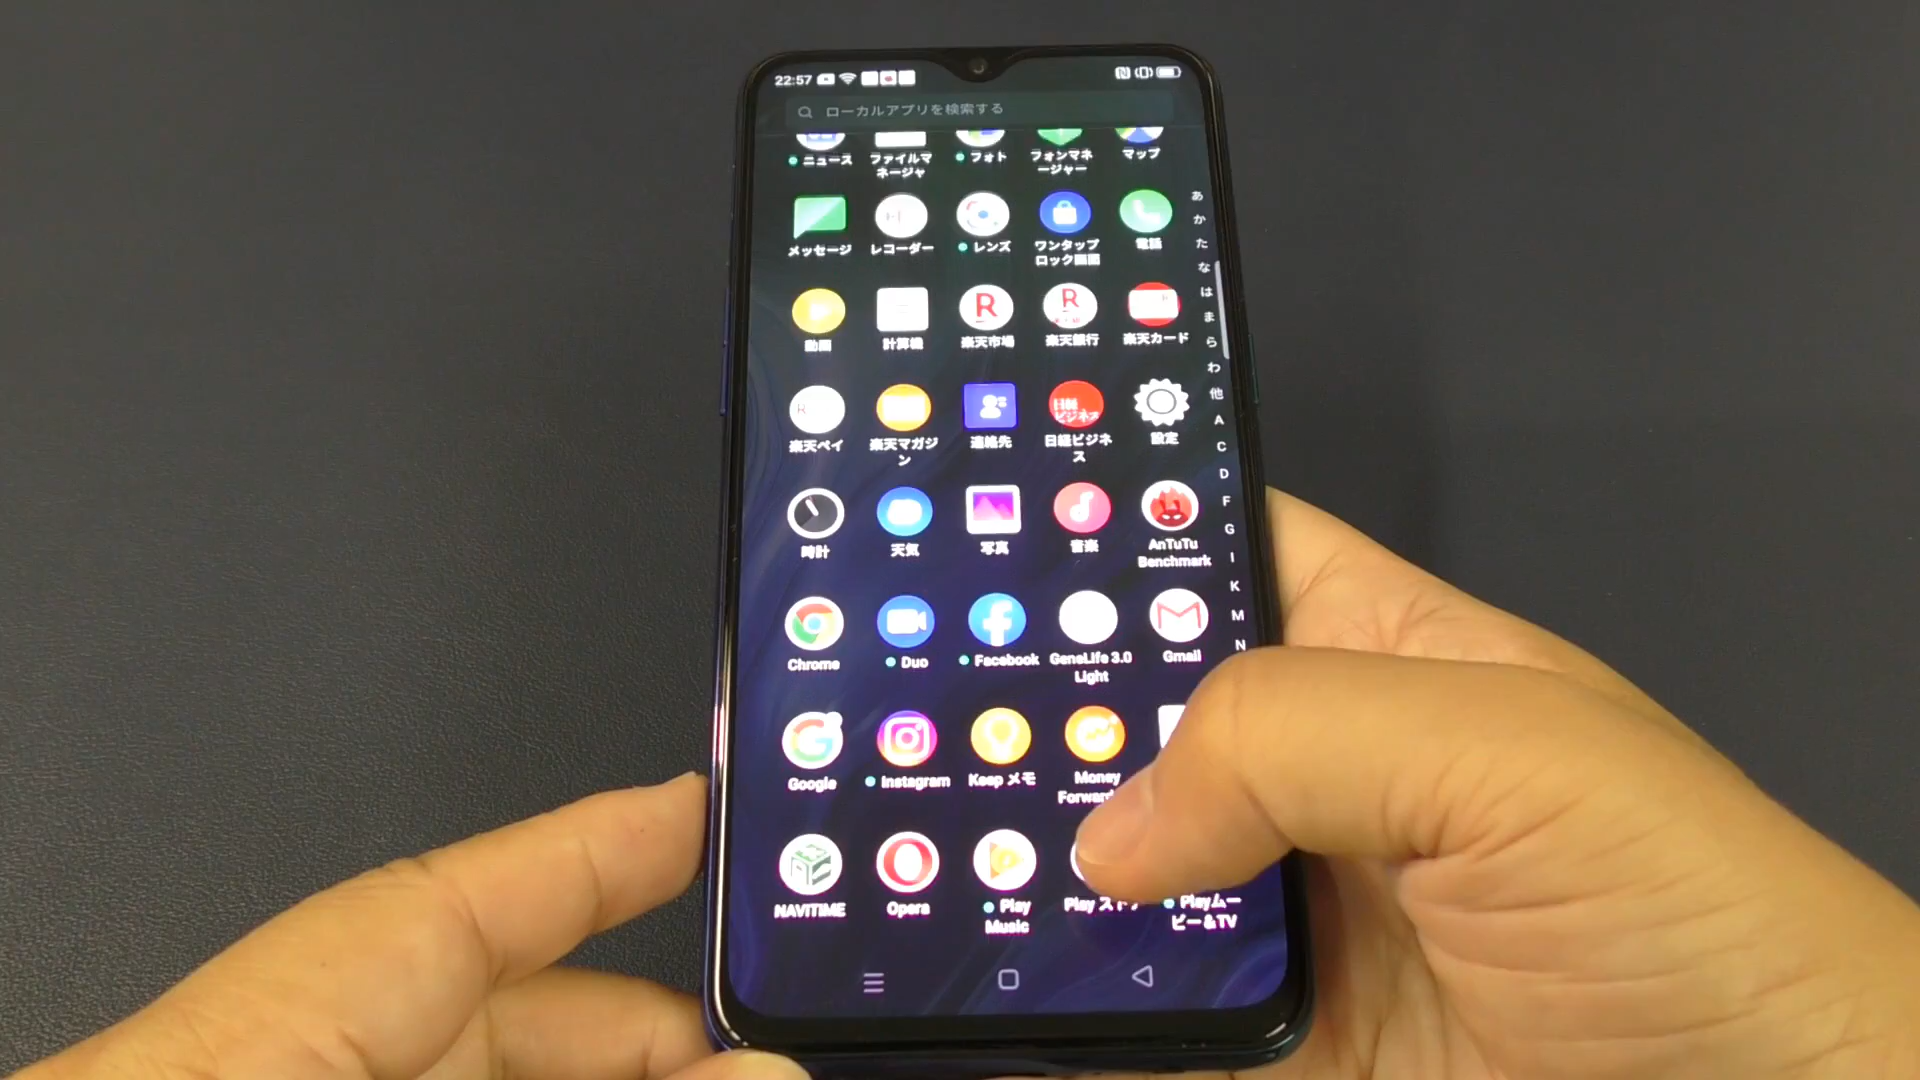 22:57
ローカルアプリを検索する
ニュース
ファイルマ
ネージャ
フォト
フォンマネ
ージャー
マップ
メッセージ
レコーダー
レンズ
ワンタップ
ロック画面
電話
動画
計算機
R
楽天市場
R
楽天銀行
楽天カード
R
楽天ペイ
楽天マガジ
ン
連絡先
日経
ビジネス
日経ビジネ
ス
設定
時計
天気
写真
音楽
AnTuTu
Benchmark
Chrome
Duo
Facebook
GeneLife 3.0
Light
Gmail
Google
Instagram
Keep メモ
Money
NAVITIME
Opera
Play
Music
Play
Playムー
ビー&TV
あ
か
た
な
は
ま
ら
わ
他
A
C
D
F
G
I
K
M
N